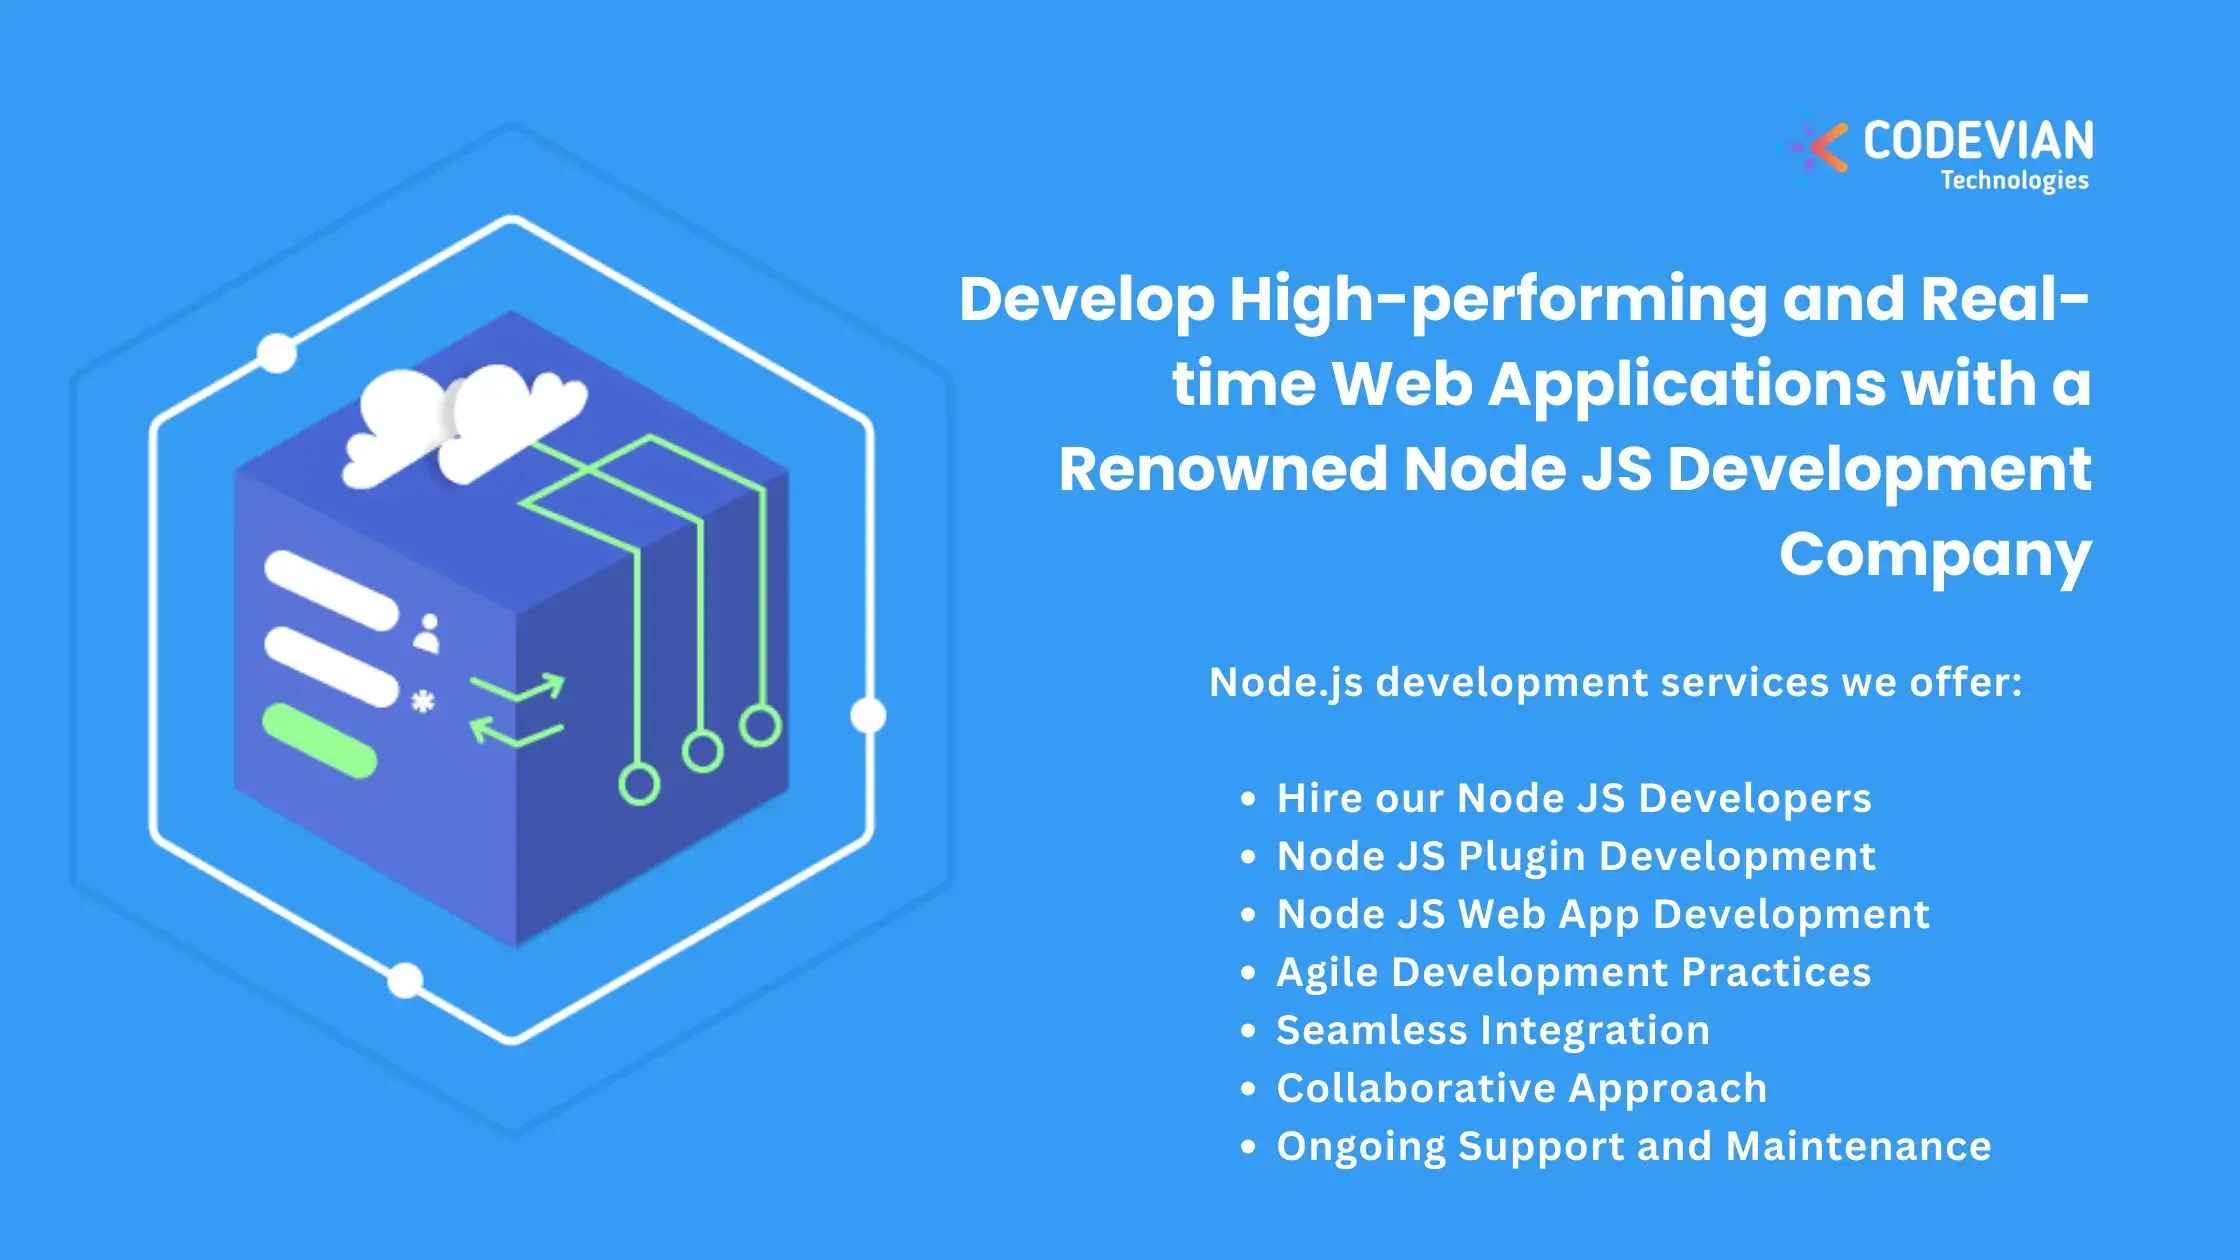 CODEVIAN
Technologies
Develop High-performing and Real-
time Web Applications with a
Renowned Node JS Development
Company
Node.js development services we offer:
• Hire our Node JS Developers
• Node JS Plugin Development
• Node JS Web App Development
• Agile Development Practices
• Seamless Integration
• Collaborative Approach
• Ongoing Support and Maintenance